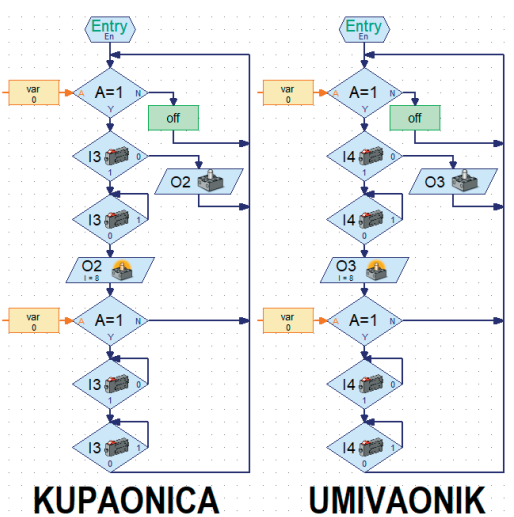 Entry
En
var
0
A
A=1
N
Y
off
I3
0
1
O2
I3
1
0
O2
I = 8
var
0
A
A=1
N
Y
I3
0
1
I3
1
0
KUPAONICA
Entry
En
var
0
A
A=1
N
Y
off
I4
0
1
O3
I4
1
0
O3
I = 8
var
0
A
A=1
N
Y
I4
0
1
I4
1
0
UMIVAONIK